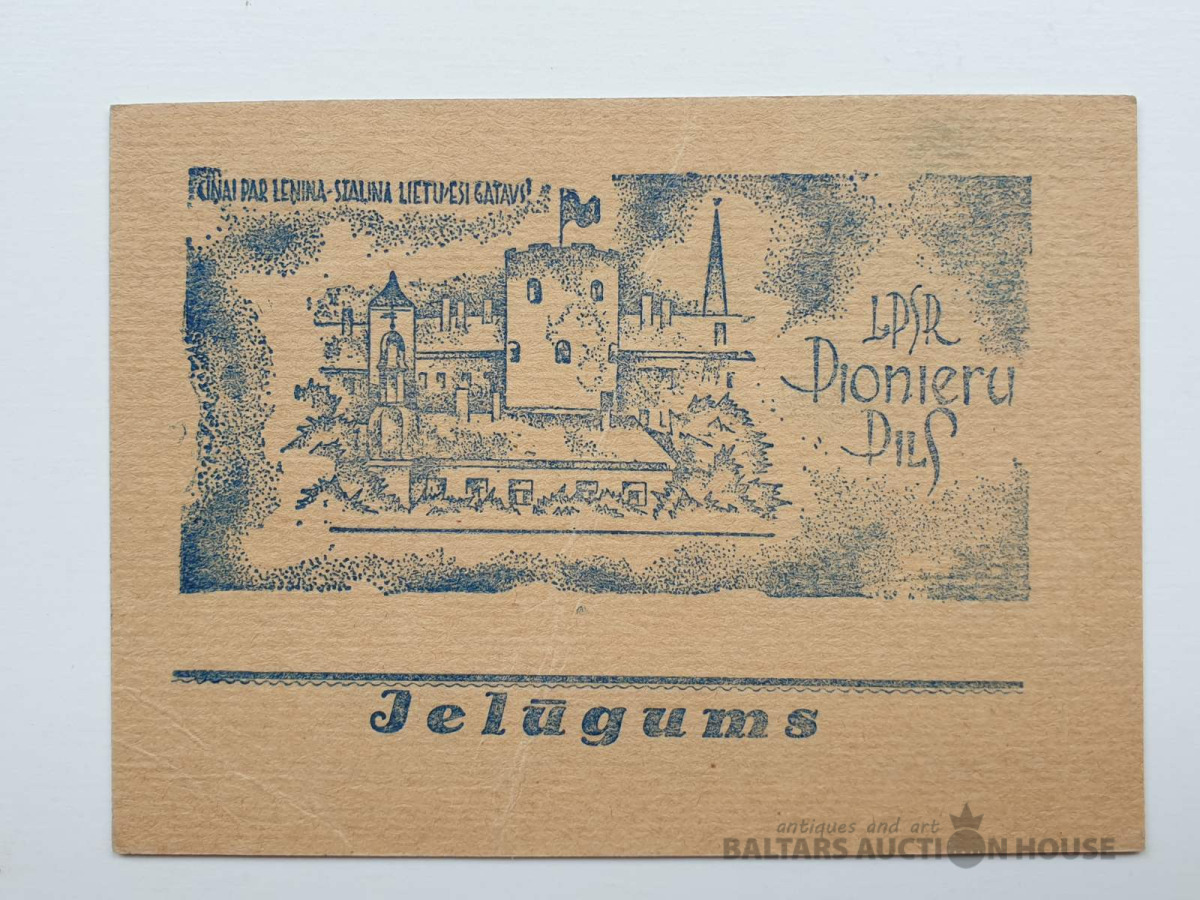 CĪŅAI PAR ĻEŅINA-STAĻINA LIETU ESI GATAVS!
LPSR
Pionieru
PILS
Ielūgums
antiques and art
BALTARS AUCTION HOUSE